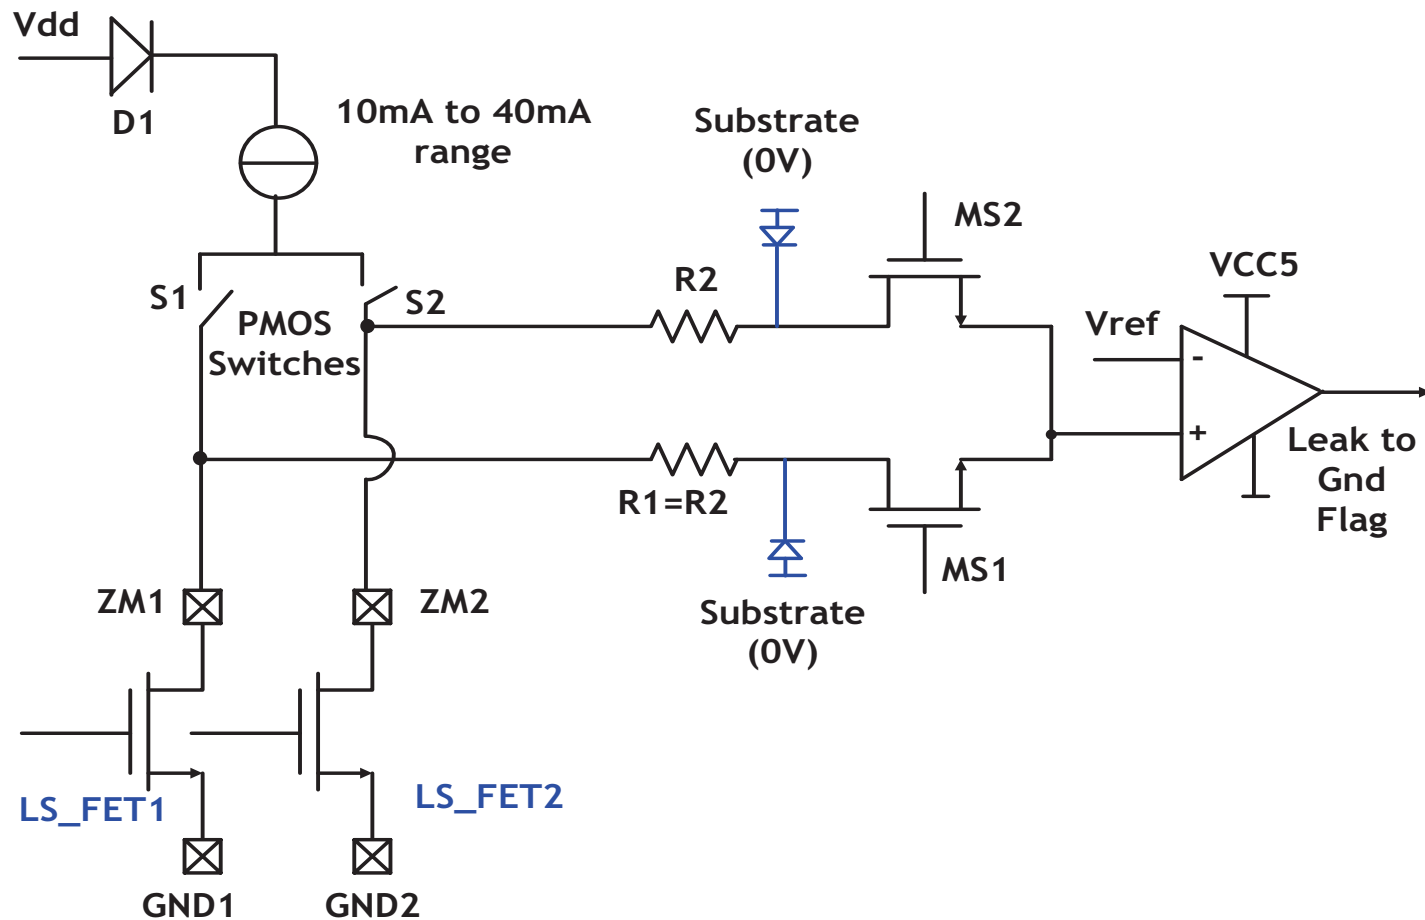 Vdd
D1
10mA to 40mA
range
Substrate
(0V)
MS2
VCC5
S1
S2
R2
PMOS
Switches
Vref
-
+
Leak to
Gnd
Flag
R1=R2
MS1
ZM1
ZM2
Substrate
(0V)
LS_FET1
LS_FET2
GND1
GND2